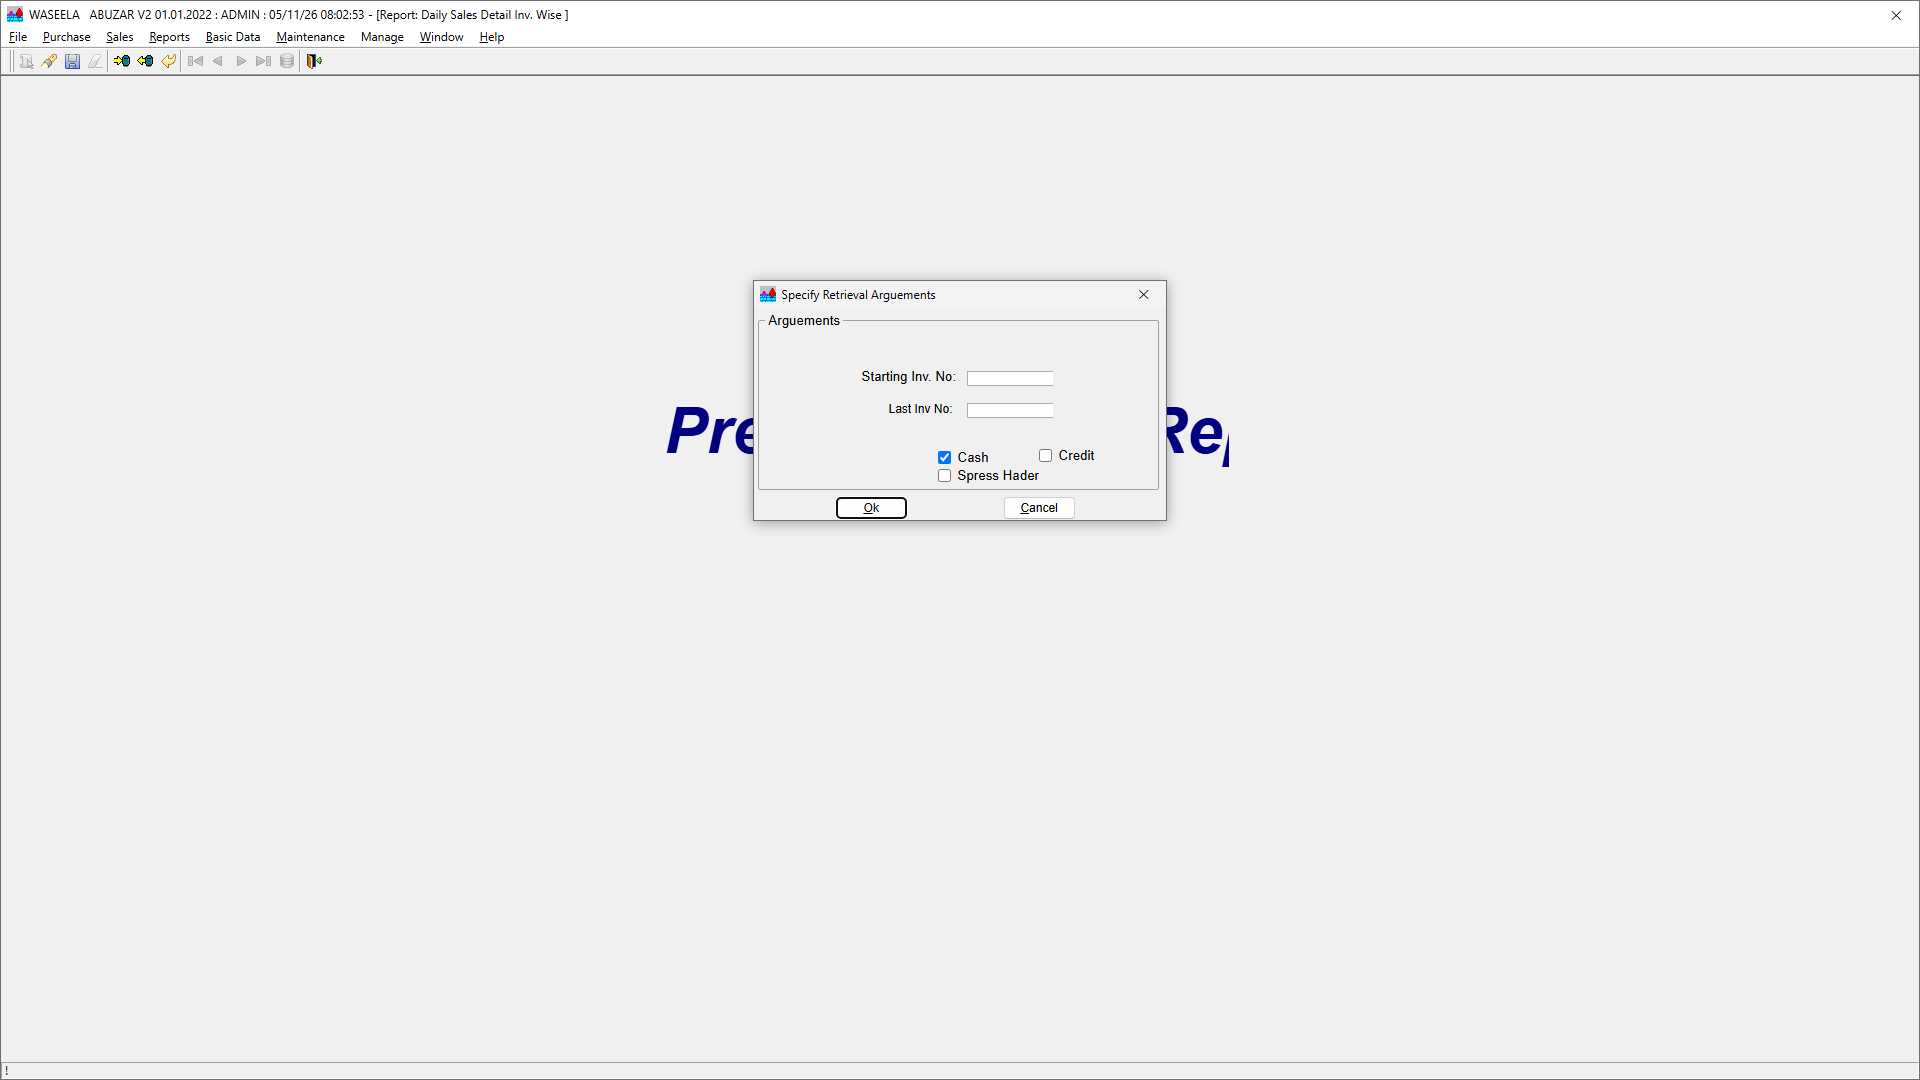 WASEELA ABUZAR V2 01.01.2022 : ADMIN : 05/11/26 08:02:53 - [Report: Daily Sales Detail Inv. Wise ]
File Purchase Sales Reports Basic Data Maintenance Manage Window Help
Specify Retrieval Arguements
Arguements
Starting Inv. No:
Last Inv No:
Cash Credit
Spress Hader
Ok Cancel
!